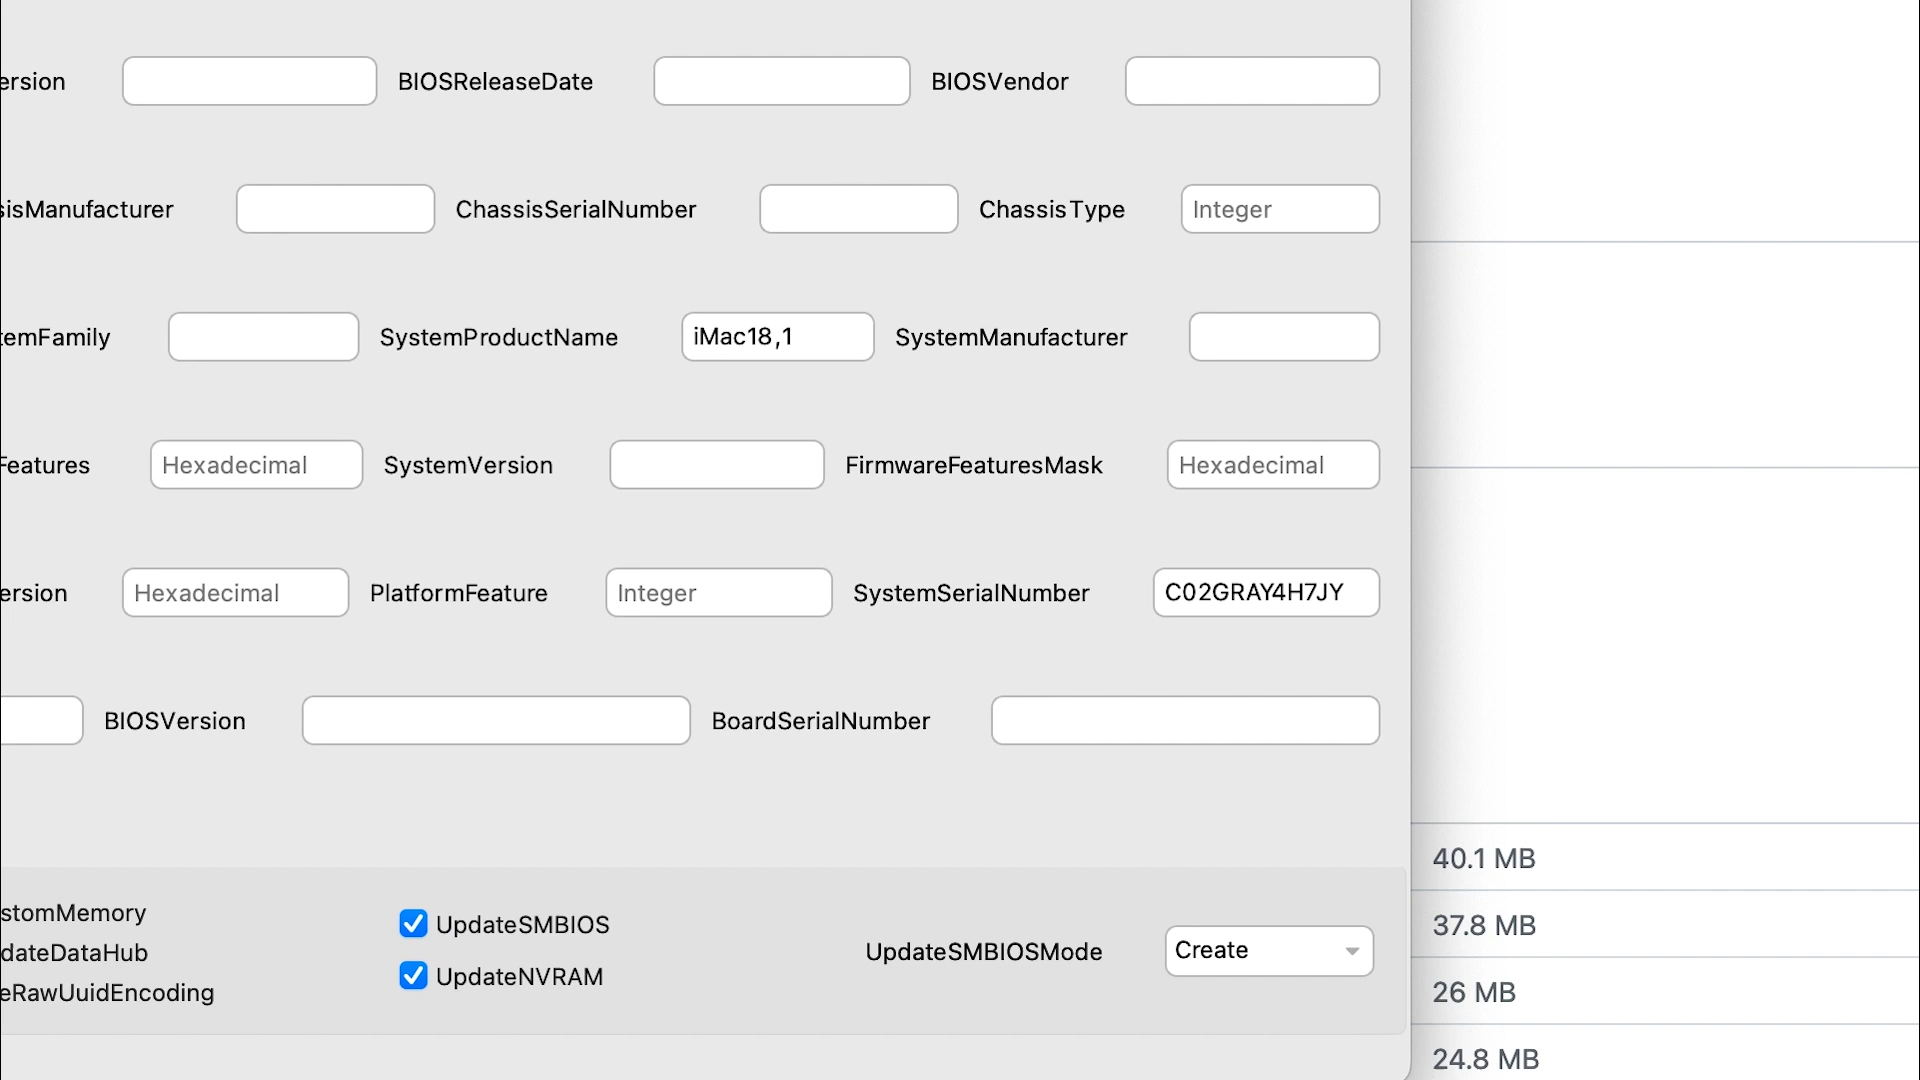 ersion BIOSReleaseDate BIOSVendor
sisManufacturer ChassisSerialNumber ChassisType Integer
temFamily SystemProductName iMac18,1 SystemManufacturer
Features Hexadecimal SystemVersion FirmwareFeaturesMask Hexadecimal
ersion Hexadecimal PlatformFeature Integer SystemSerialNumber C02GRAY4H7JY
BIOSVersion BoardSerialNumber
40.1 MB
stomMemory UpdateSMBIOS 37.8 MB
dateDataHub UpdateSMBIOSMode Create
eRawUuidEncoding UpdateNVRAM 26 MB
24.8 MB